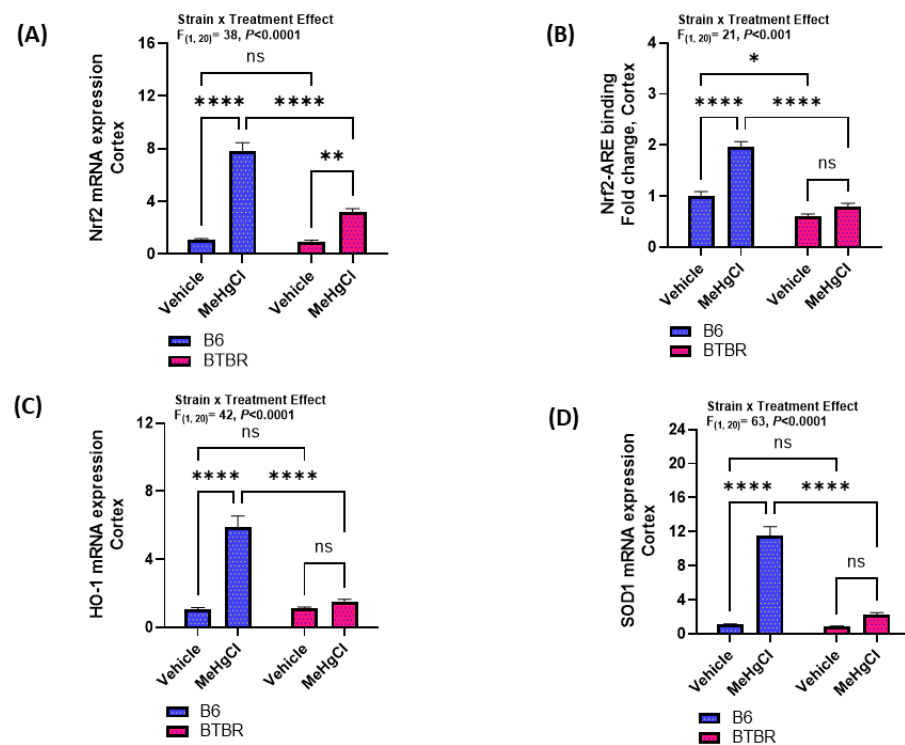 (A)
Strain x Treatment Effect
F(1, 20)= 38, P<0.0001
Nrf2 mRNA expression
Cortex
16
12
8
4
0
ns
****
****
**
Vehicle
MeHgCl
Vehicle
MeHgCl
B6
BTBR
(B)
Strain x Treatment Effect
F(1, 20)= 21, P<0.001
Nrf2-ARE binding
Fold change, Cortex
4
3
2
1
0
*
****
****
ns
Vehicle
MeHgCl
Vehicle
MeHgCl
B6
BTBR
(C)
Strain x Treatment Effect
F(1, 20)= 42, P<0.0001
HO-1 mRNA expression
Cortex
12
9
6
3
0
ns
****
****
ns
Vehicle
MeHgCl
Vehicle
MeHgCl
B6
BTBR
(D)
Strain x Treatment Effect
F(1, 20)= 63, P<0.0001
SOD1 mRNA expression
Cortex
24
20
16
12
8
4
0
ns
****
****
ns
Vehicle
MeHgCl
Vehicle
MeHgCl
B6
BTBR